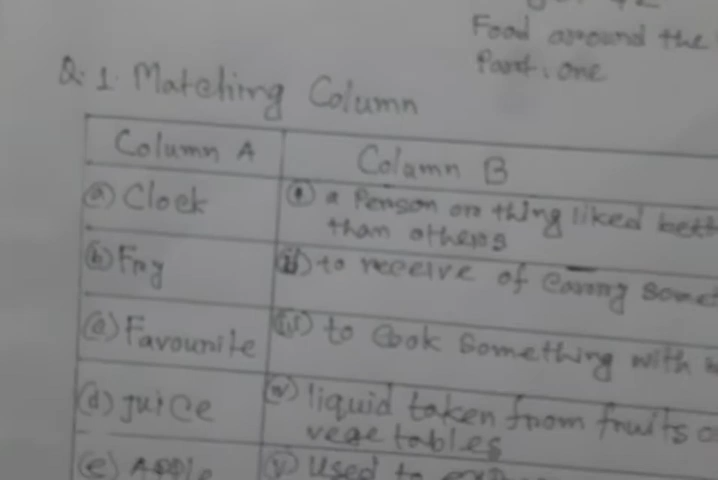 Food around the
Part: one
Q. 1. Matching Column
Column A
Column B
(a) Clock
(i) a Person or thing liked
than others
(b) Fry
(ii) to receive of
(c) Favourite
(iii) to Cook Something with
(d) juice
(iv) liquid taken from fruits
vegetables
(e) Apple
(v) Used to